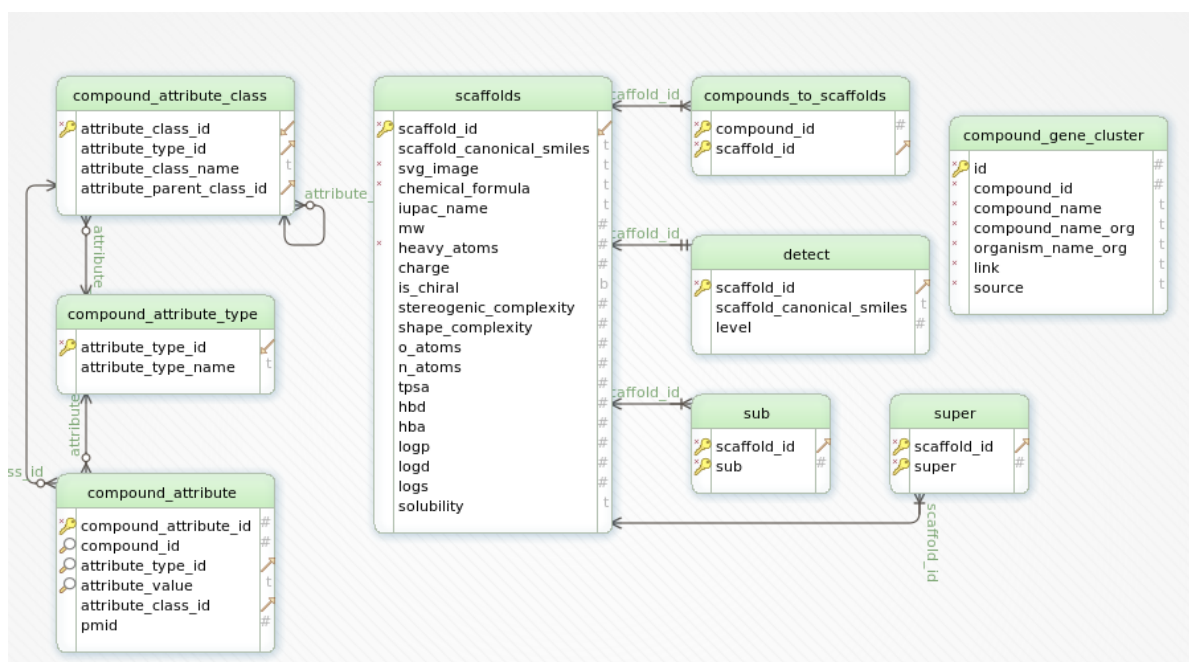 compound_attribute_class
attribute_class_id
attribute_type_id
t
attribute_class_name
attribute_parent_class_id
attribute_
attribute
compound_attribute_type
attribute_type_id
attribute_type_name
t
attribute
ss_id
compound_attribute
compound_attribute_id #
compound_id #
attribute_type_id
attribute_value t
attribute_class_id
pmid #
scaffolds
scaffold_id
scaffold_canonical_smiles t
svg_image t
chemical_formula t
iupac_name t
mw #
heavy_atoms #
charge #
is_chiral b
stereogenic_complexity #
shape_complexity #
o_atoms #
n_atoms #
tpsa #
hbd #
hba #
logp #
logd #
logs #
solubility t
caffold_id
compounds_to_scaffolds
compound_id #
scaffold_id
caffold_id
detect
scaffold_id
scaffold_canonical_smiles t
level #
caffold_id
sub
scaffold_id
sub #
super
scaffold_id
super #
scaffold_id
compound_gene_cluster
id #
compound_id #
compound_name t
compound_name_org t
organism_name_org t
link t
source t